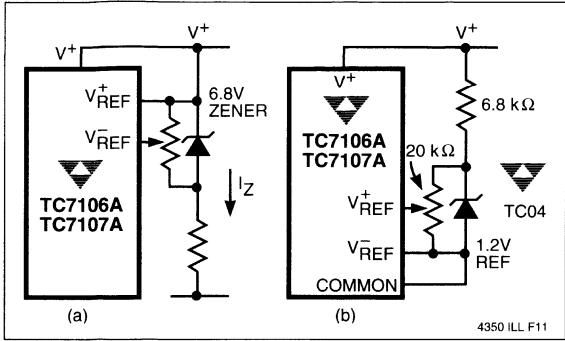 V+
V+
V+REF
V-REF
6.8V
ZENER
IZ
TC7106A
TC7107A
(a)
V+
V+
6.8 kΩ
TC7106A
TC7107A
20 kΩ
TC04
V+REF
V-REF
1.2V
REF
COMMON
(b)
4350 ILL F11